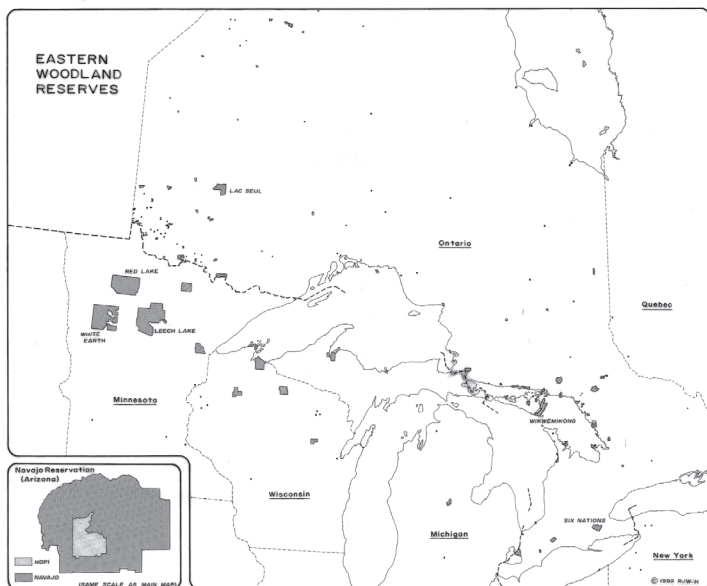 EASTERN
WOODLAND
RESERVES
LAC SEUL
Ontario
RED LAKE
Quebec
WHITE
EARTH
LEECH LAKE
Minnesota
WIKWEMIKONG
Navajo Reservation
(Arizona)
Wisconsin
SIX NATIONS
Michigan
New York
HOPI
NAVAJO
(SAME SCALE AS MAIN MAP)
© 1988 RJW-H